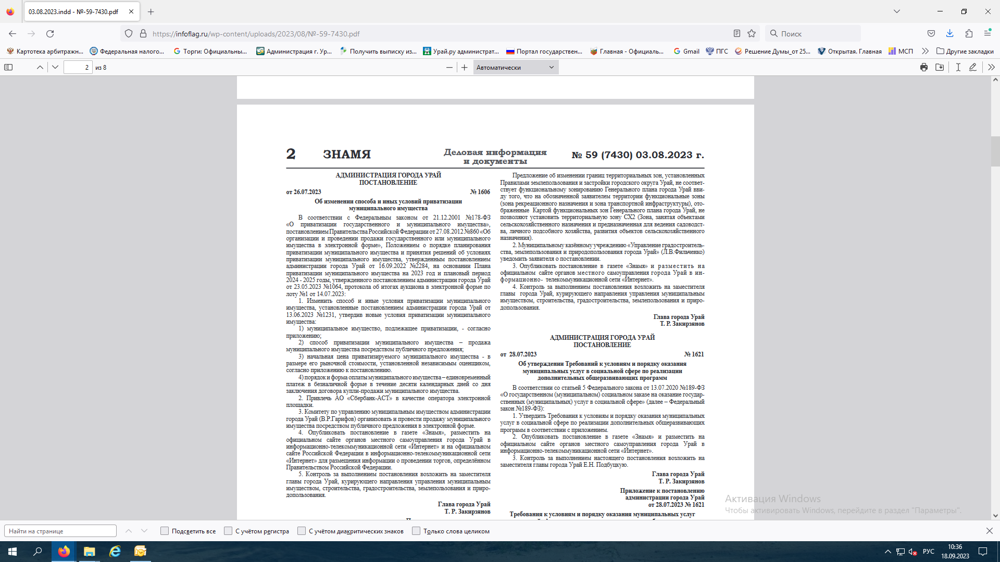 03.08.2023.indd - №-59-7430.pdf
https://infoflag.ru/wp-content/uploads/2023/08/№-59-7430.pdf
Поиск
Картотека арбитражн...
Федеральная налого...
Торги: Официальны...
Администрация г. Ур...
Получить выписку из...
Урай.ру администрат...
Портал государствен...
Главная - Официаль...
Gmail
ПГС
Решение Думы_от 25...
Открытая. Главная
МСП
Другие закладки
2
из 8
Автоматически
2 ЗНАМЯ
Деловая информация
и документы
№ 59 (7430) 03.08.2023 г.
АДМИНИСТРАЦИЯ ГОРОДА УРАЙ
ПОСТАНОВЛЕНИЕ
от 26.07.2023 № 1606
Об изменении способа и иных условий приватизации
муниципального имущества
В соответствии с Федеральным законом от 21.12.2001 №178-ФЗ
«О приватизации государственного и муниципального имущества»,
постановлением Правительства Российской Федерации от 27.08.2012 №860 «Об
организации и проведении продажи государственного или муниципального
имущества в электронной форме», Положением о порядке планирования
приватизации муниципального имущества и принятия решений об условиях
приватизации муниципального имущества, утвержденным постановлением
администрации города Урай от 16.09.2022 №2284, на основании Плана
приватизации муниципального имущества на 2023 год и плановый период
2024 - 2025 годы, утвержденного постановлением администрации города Урай
от 23.05.2023 №1064, протокола об итогах аукциона в электронной форме по
лоту №1 от 14.07.2023:
1. Изменить способ и иные условия приватизации муниципального
имущества, установленные постановлением администрации города Урай от
13.06.2023 №1231, утвердив новые условия приватизации муниципального
имущества:
1) муниципальное имущество, подлежащее приватизации, - согласно
приложению;
2) способ приватизации муниципального имущества – продажа
муниципального имущества посредством публичного предложения;
3) начальная цена приватизируемого муниципального имущества - в
размере его рыночной стоимости, установленной независимым оценщиком,
согласно приложению к постановлению.
4) порядок и форма оплаты муниципального имущества – единовременный
платеж в безналичной форме в течение десяти календарных дней со дня
заключения договора купли-продажи муниципального имущества.
2. Привлечь АО «Сбербанк-АСТ» в качестве оператора электронной
площадки.
3. Комитету по управлению муниципальным имуществом администрации
города Урай (В.Р.Гарифов) организовать и провести продажу муниципального
имущества посредством публичного предложения в электронной форме.
4. Опубликовать постановление в газете «Знамя», разместить на
официальном сайте органов местного самоуправления города Урай в
информационно-телекоммуникационной сети «Интернет» и на официальном
сайте Российской Федерации в информационно-телекоммуникационной сети
«Интернет» для размещения информации о проведении торгов, определённом
Правительством Российской Федерации.
5. Контроль за выполнением постановления возложить на заместителя
главы города Урай, курирующего направления управления муниципальным
имуществом, строительства, градостроительства, землепользования и приро-
допользования.
Глава города Урай
Т. Р. Закирзянов
Предложение об изменении границ территориальных зон, установленных
Правилами землепользования и застройки городского округа Урай, не соответ-
ствует функциональному зонированию Генерального плана города Урай вви-
ду того, что на обозначенной заявителем территории функциональные зоны
(зона рекреационного назначения и зона транспортной инфраструктуры), ото-
браженные Картой функциональных зон Генерального плана города Урай, не
позволяют установить территориальную зону СХ2 (Зона, занятая объектами
сельскохозяйственного назначения и предназначенная для ведения садоводст-
ва, личного подсобного хозяйства, развития объектов сельскохозяйственного
назначения).
2. Муниципальному казённому учреждению «Управление градостроитель-
ства, землепользования и природопользования города Урай» (Л.В.Фильченко)
уведомить заявителя о постановлении.
3. Опубликовать постановление в газете «Знамя» и разместить на
официальном сайте органов местного самоуправления города Урай в ин-
формационно- телекоммуникационной сети «Интернет».
4. Контроль за выполнением постановления возложить на заместителя
главы города Урай, курирующего направления управления муниципальным
имуществом, строительства, градостроительства, землепользования и приро-
допользования.
Глава города Урай
Т. Р. Закирзянов
АДМИНИСТРАЦИЯ ГОРОДА УРАЙ
ПОСТАНОВЛЕНИЕ
от 28.07.2023 № 1621
Об утверждении Требований к условиям и порядку оказания
муниципальных услуг в социальной сфере по реализации
дополнительных общеразвивающих программ
В соответствии со статьей 5 Федерального закона от 13.07.2020 №189-ФЗ
«О государственном (муниципальном) социальном заказе на оказание государ-
ственных (муниципальных) услуг в социальной сфере» (далее – Федеральный
закон №189-ФЗ):
1. Утвердить Требования к условиям и порядку оказания муниципальных
услуг в социальной сфере по реализации дополнительных общеразвивающих
программ в соответствии с приложением.
2. Опубликовать постановление в газете «Знамя» и разместить на
официальном сайте органов местного самоуправления города Урай в
информационно-телекоммуникационной сети «Интернет».
3. Контроль за выполнением настоящего постановления возложить на
заместителя главы города Урай Е.Н. Подбуцкую.
Глава города Урай
Т. Р. Закирзянов
Приложение к постановлению
администрации города Урай
от 28.07.2023 № 1621
Требования к условиям и порядку оказания муниципальных услуг
Активация Windows
Чтобы активировать Windows, перейдите в раздел "Параметры".
Найти на странице
Подсветить все
С учётом регистра
С учётом диакритических знаков
Только слова целиком
РУС
10:36
18.09.2023